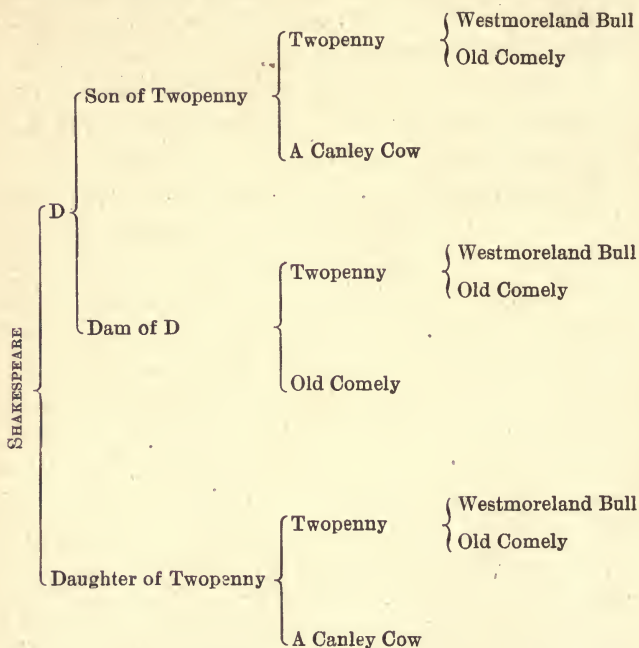 Westmoreland Bull
Twopenny
Old Comely
Son of Twopenny
A Canley Cow
D
Westmoreland Bull
Twopenny
Old Comely
Dam of D
Old Comely
SHAKESPEARE
Westmoreland Bull
Twopenny
Old Comely
Daughter of Twopenny
A Canley Cow